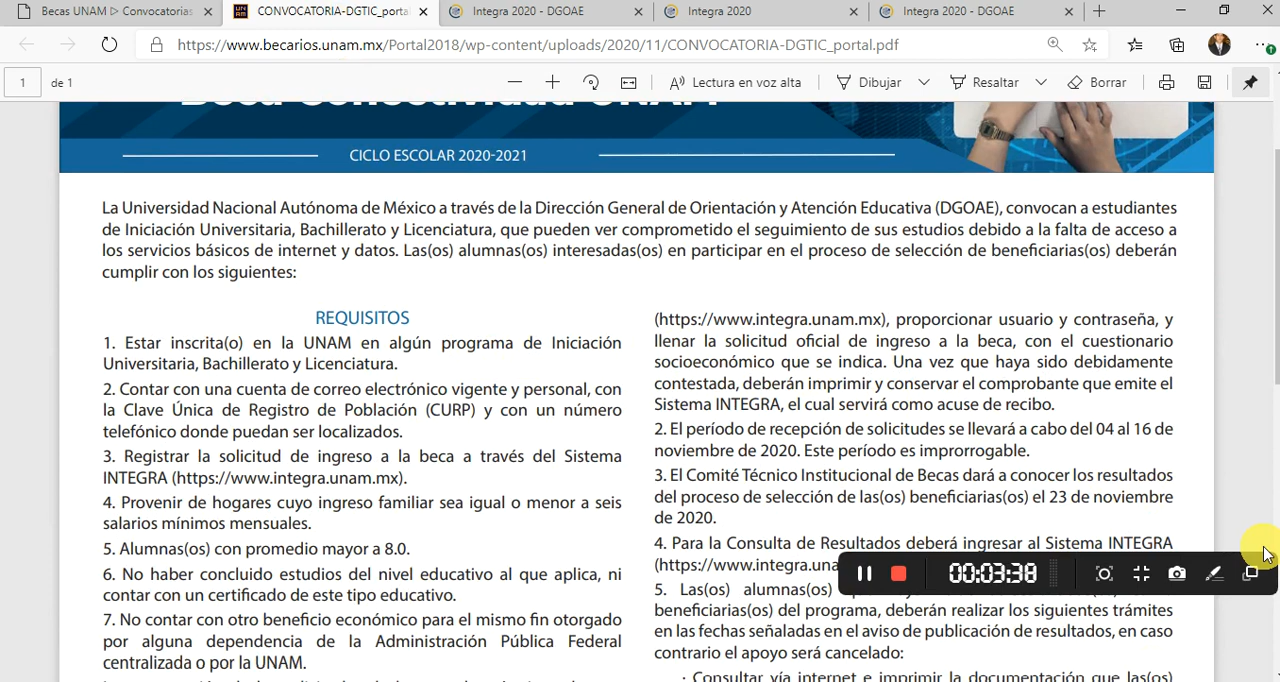 Becas UNAM ▷ Convocatorias
CONVOCATORIA-DGTIC_porta
Integra 2020 - DGOAE
Integra 2020
Integra 2020 - DGOAE
https://www.becarios.unam.mx/Portal2018/wp-content/uploads/2020/11/CONVOCATORIA-DGTIC_portal.pdf
1 de 1
Lectura en voz alta
Dibujar
Resaltar
Borrar
Beca Conectividad UNAM
CICLO ESCOLAR 2020-2021
La Universidad Nacional Autónoma de México a través de la Dirección General de Orientación y Atención Educativa (DGOAE), convocan a estudiantes
de Iniciación Universitaria, Bachillerato y Licenciatura, que pueden ver comprometido el seguimiento de sus estudios debido a la falta de acceso a
los servicios básicos de internet y datos. Las(os) alumnas(os) interesadas(os) en participar en el proceso de selección de beneficiarias(os) deberán
cumplir con los siguientes:
REQUISITOS
1. Estar inscrita(o) en la UNAM en algún programa de Iniciación
Universitaria, Bachillerato y Licenciatura.
2. Contar con una cuenta de correo electrónico vigente y personal, con
la Clave Única de Registro de Población (CURP) y con un número
telefónico donde puedan ser localizados.
3. Registrar la solicitud de ingreso a la beca a través del Sistema
INTEGRA (https://www.integra.unam.mx).
4. Provenir de hogares cuyo ingreso familiar sea igual o menor a seis
salarios mínimos mensuales.
5. Alumnas(os) con promedio mayor a 8.0.
6. No haber concluido estudios del nivel educativo al que aplica, ni
contar con un certificado de este tipo educativo.
7. No contar con otro beneficio económico para el mismo fin otorgado
por alguna dependencia de la Administración Pública Federal
centralizada o por la UNAM.
(https://www.integra.unam.mx), proporcionar usuario y contraseña, y
llenar la solicitud oficial de ingreso a la beca, con el cuestionario
socioeconómico que se indica. Una vez que haya sido debidamente
contestada, deberán imprimir y conservar el comprobante que emite el
Sistema INTEGRA, el cual servirá como acuse de recibo.
2. El período de recepción de solicitudes se llevará a cabo del 04 al 16 de
noviembre de 2020. Este período es improrrogable.
3. El Comité Técnico Institucional de Becas dará a conocer los resultados
del proceso de selección de las(os) beneficiarias(os) el 23 de noviembre
de 2020.
4. Para la Consulta de Resultados deberá ingresar al Sistema INTEGRA
(https://www.integra.una
5. Las(os) alumnas(os)
beneficiarias(os) del programa, deberán realizar los siguientes trámites
en las fechas señaladas en el aviso de publicación de resultados, en caso
contrario el apoyo será cancelado:
· Consultar vía internet e imprimir la documentación que las(os)
00:03:38